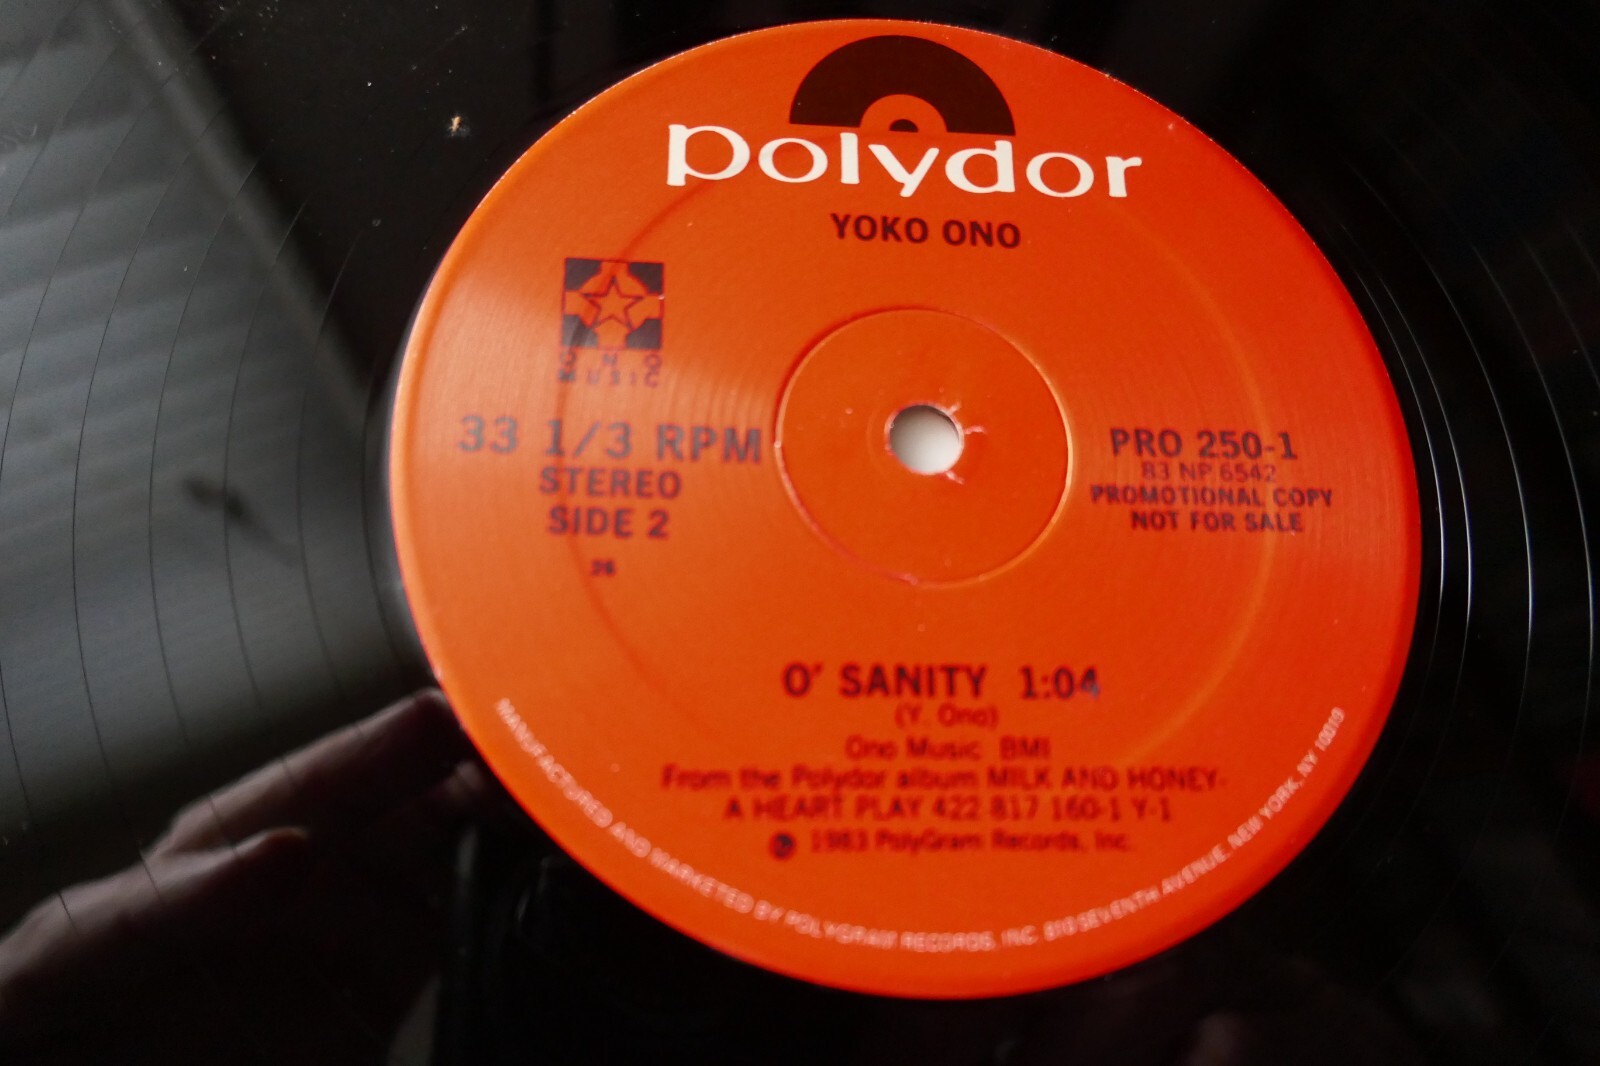 polydor
YOKO ONO
ONO
MUSIC
33 1/3 RPM
STEREO
SIDE 2
26
PRO 250-1
83 NP 6542
PROMOTIONAL COPY
NOT FOR SALE
O' SANITY 1:04
(Y. Ono)
Ono Music BMI
From the Polydor album MILK AND HONEY-
A HEART PLAY 422 817 160-1 Y-1
℗ 1983 PolyGram Records, Inc.
MANUFACTURED AND MARKETED BY POLYGRAM RECORDS, INC. 810 SEVENTH AVENUE, NEW YORK, NY 10019